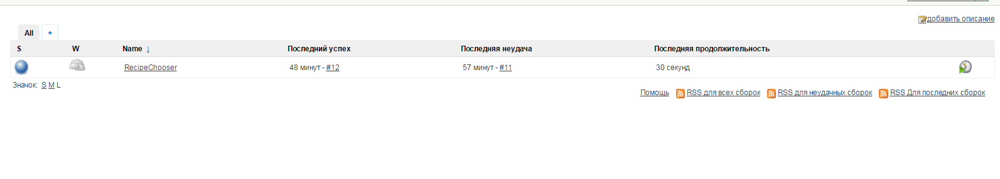 добавить описание
All +
S W Name ↓ Последний успех Последняя неудача Последняя продолжительность
RecipeChooser 48 минут - #12 57 минут - #11 30 секунд
Значок: S M L
Помощь RSS для всех сборок RSS для неудачных сборок RSS Для последних сборок